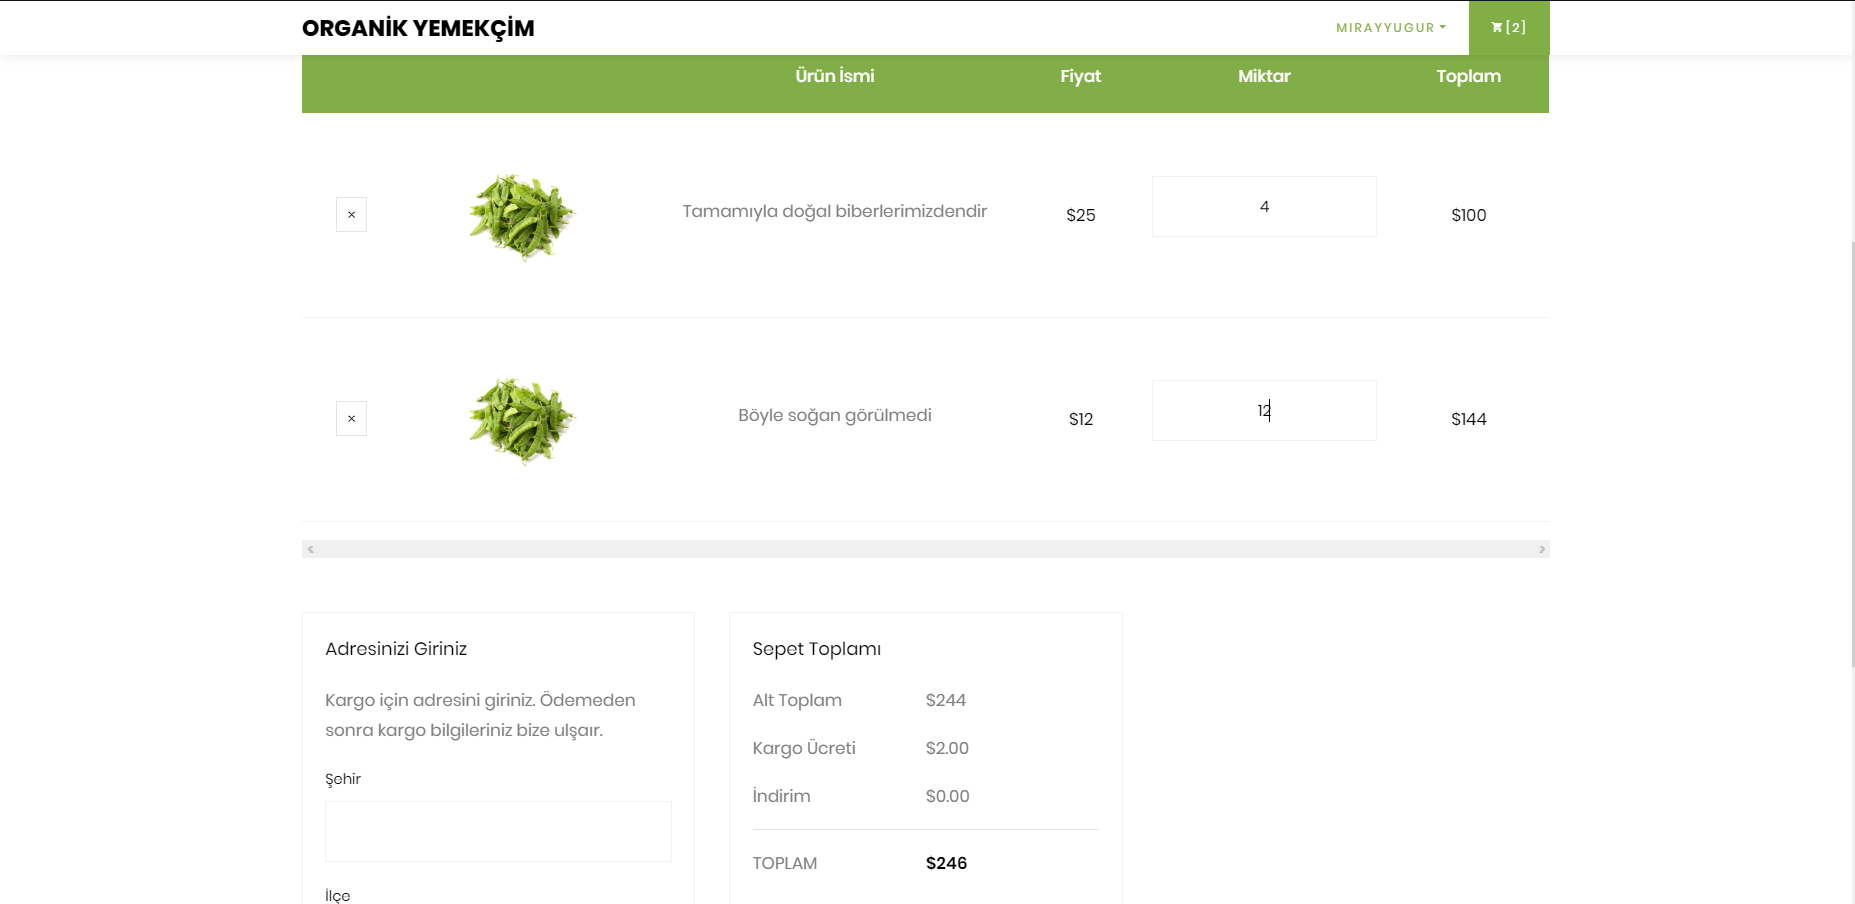 ORGANİK YEMEKÇİM
MIRAYYUGUR
[2]
Ürün İsmi Fiyat Miktar Toplam
× Tamamıyla doğal biberlerimizdendir $25 4 $100
× Böyle soğan görülmedi $12 12 $144
Adresinizi Giriniz
Kargo için adresini giriniz. Ödemeden
sonra kargo bilgileriniz bize ulşaır.
Şehir
İlçe
Sepet Toplamı
Alt Toplam $244
Kargo Ücreti $2.00
İndirim $0.00
TOPLAM $246